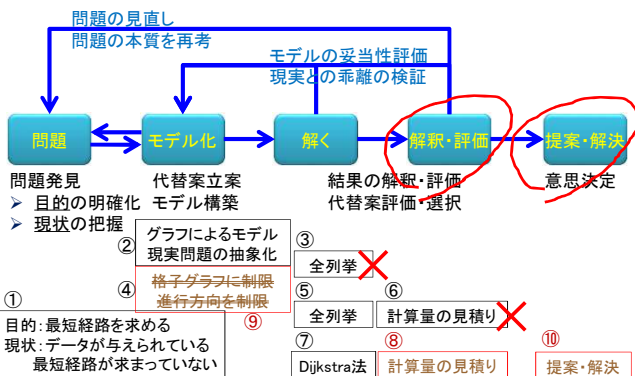 問題の見直し
問題の本質を再考
モデルの妥当性評価
現実との乖離の検証
問題
モデル化
解く
解釈・評価
提案・解決
問題発見
➢ 目的の明確化
➢ 現状の把握
代替案立案
モデル構築
結果の解釈・評価
代替案評価・選択
意思決定
②
グラフによるモデル
現実問題の抽象化
③
全列挙
④
格子グラフに制限
進行方向を制限
⑨
⑤
全列挙
⑥
計算量の見積り
①
目的：最短経路を求める
現状：データが与えられている
最短経路が求まっていない
⑦
Dijkstra法
⑧
計算量の見積り
⑩
提案・解決